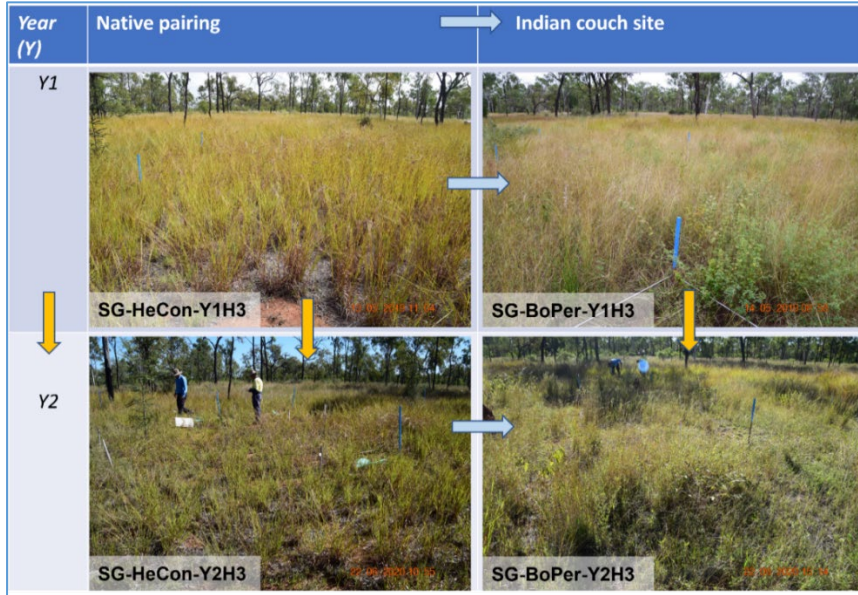 Year
(Y)
Native pairing
Indian couch site
Y1
SG-HeCon-Y1H3
SG-BoPer-Y1H3
Y2
SG-HeCon-Y2H3
SG-BoPer-Y2H3